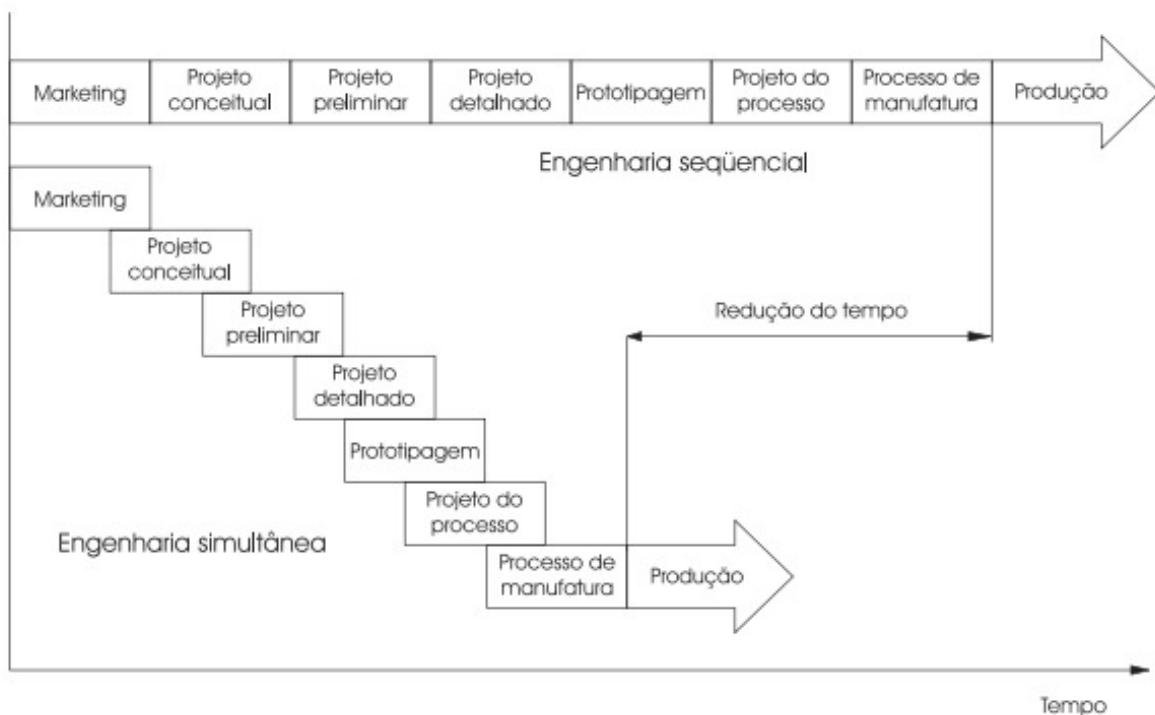 Marketing
Projeto
conceitual
Projeto
preliminar
Projeto
detalhado
Prototipagem
Projeto do
processo
Processo de
manufatura
Produção
Engenharia seqüencial
Marketing
Projeto
conceitual
Projeto
preliminar
Redução do tempo
Projeto
detalhado
Prototipagem
Projeto do
processo
Engenharia simultânea
Processo de
manufatura
Produção
Tempo